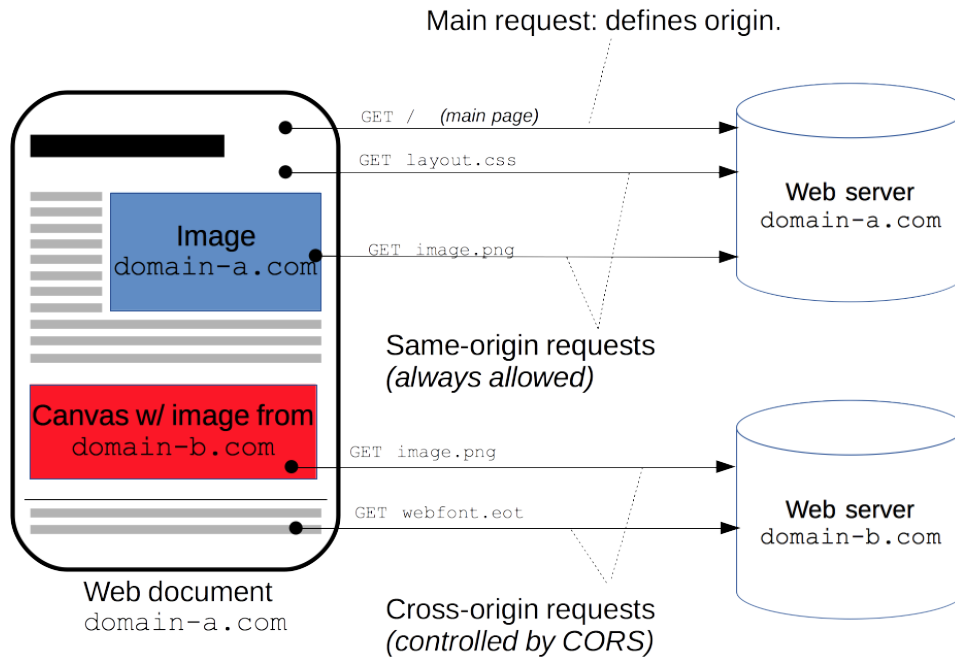 Main request: defines origin.
GET / (main page)
GET layout.css
Image
domain-a.com
GET image.png
Web server
domain-a.com
Same-origin requests
(always allowed)
Canvas w/ image from
domain-b.com
GET image.png
GET webfont.eot
Web server
domain-b.com
Web document
domain-a.com
Cross-origin requests
(controlled by CORS)